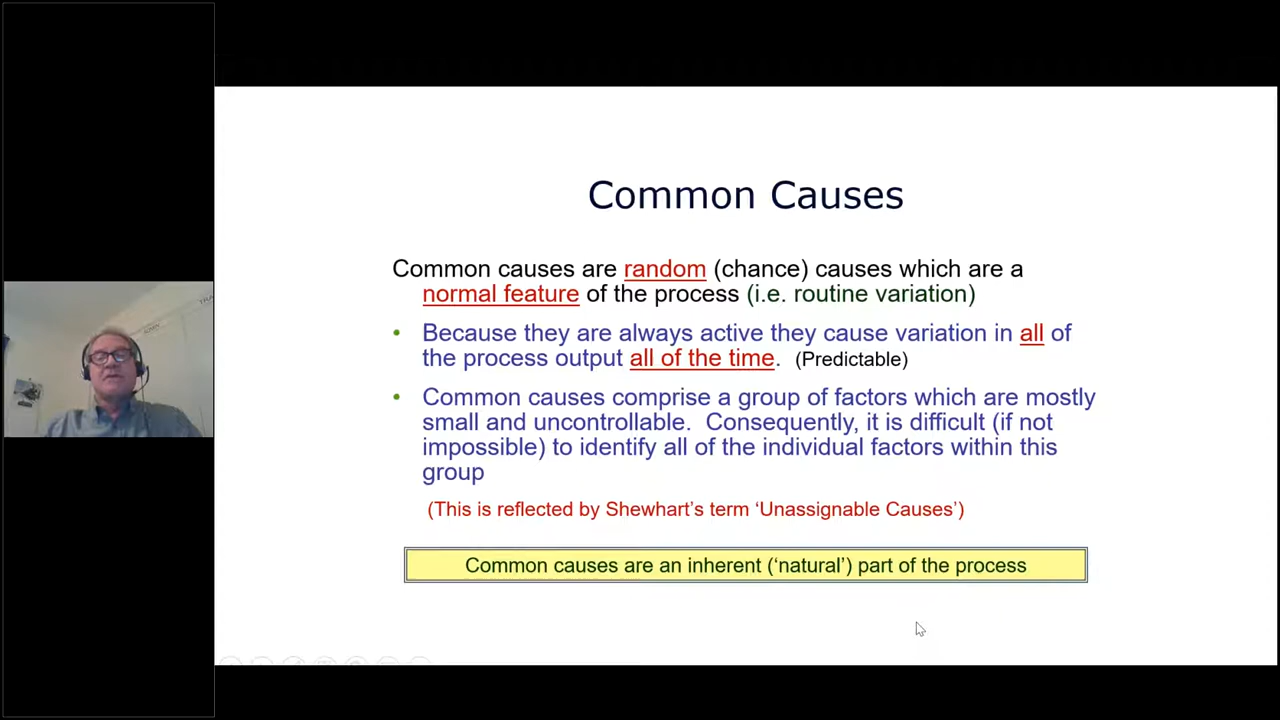 Common Causes
Common causes are random (chance) causes which are a
normal feature of the process (i.e. routine variation)
• Because they are always active they cause variation in all of
the process output all of the time. (Predictable)
• Common causes comprise a group of factors which are mostly
small and uncontrollable. Consequently, it is difficult (if not
impossible) to identify all of the individual factors within this
group
(This is reflected by Shewhart's term ‘Unassignable Causes’)
Common causes are an inherent (‘natural’) part of the process